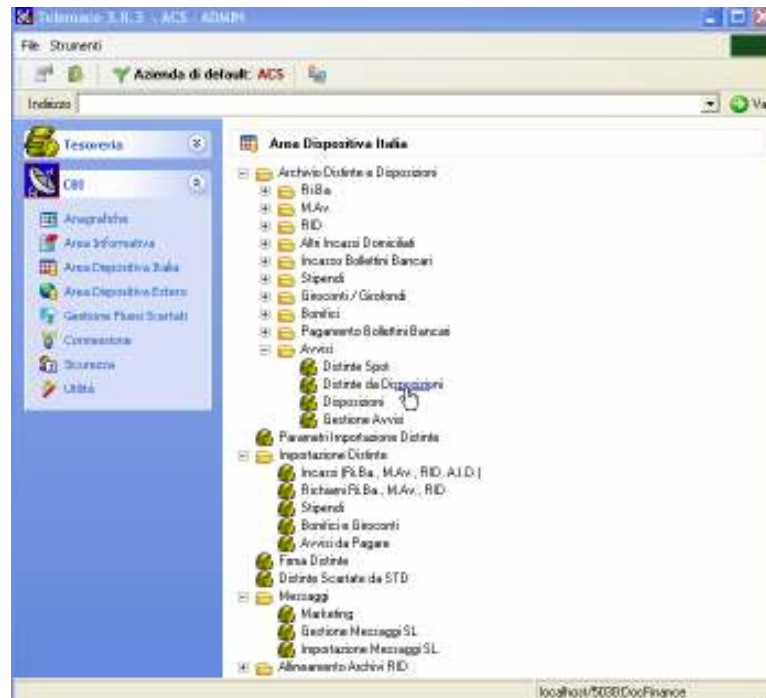 Telemaco 3.8.3 - ACS - ADMIN
File Strumenti
Azienda di default: ACS
Indirizzo
Va
Tesoreria
CBI
Anagrafiche
Area Informativa
Area Dispositiva Italia
Area Dispositiva Estero
Gestione Flussi Scartati
Connessione
Sicurezza
Utilità
Area Dispositiva Italia
Archivio Distinte e Disposizioni
Ri.Ba
M.Av.
RID
Altri Incassi Domiciliati
Incasso Bollettini Bancari
Stipendi
Giroconti / Girofondi
Bonifici
Pagamento Bollettini Bancari
Avvisi
Distinte Spot
Distinte da Disposizioni
Disposizioni
Gestione Avvisi
Parametri Importazione Distinte
Importazione Distinte
Incassi (Ri.Ba., M.Av., RID, A.I.D.)
Richiami Ri.Ba., M.Av., RID
Stipendi
Bonifici e Giroconti
Avvisi da Pagare
Firma Distinte
Distinte Scartate da STD
Messaggi
Marketing
Gestione Messaggi SL
Importazione Messaggi SL
Allineamento Archivi RID
localhost/5038:DocFinance